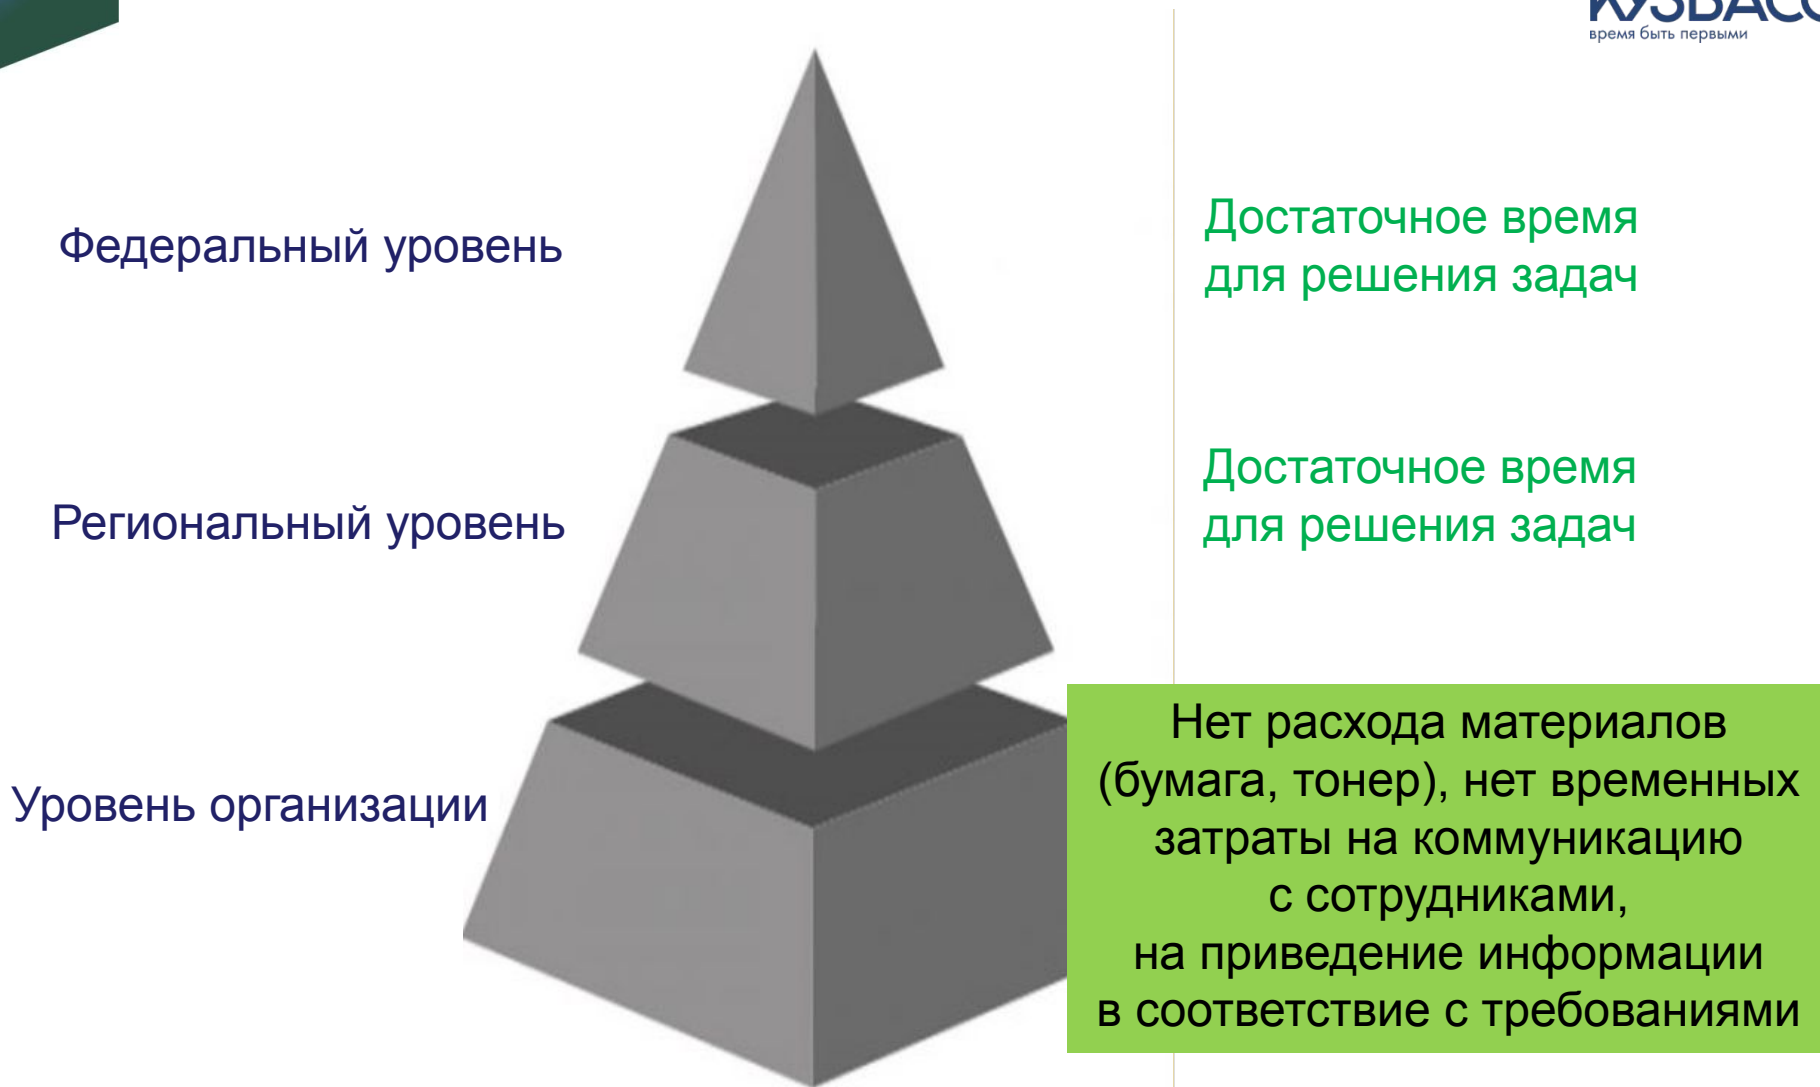 КУЗБАСС
время быть первыми
Федеральный уровень
Достаточное время
для решения задач
Региональный уровень
Достаточное время
для решения задач
Уровень организации
Нет расхода материалов
(бумага, тонер), нет временных
затраты на коммуникацию
с сотрудниками,
на приведение информации
в соответствие с требованиями